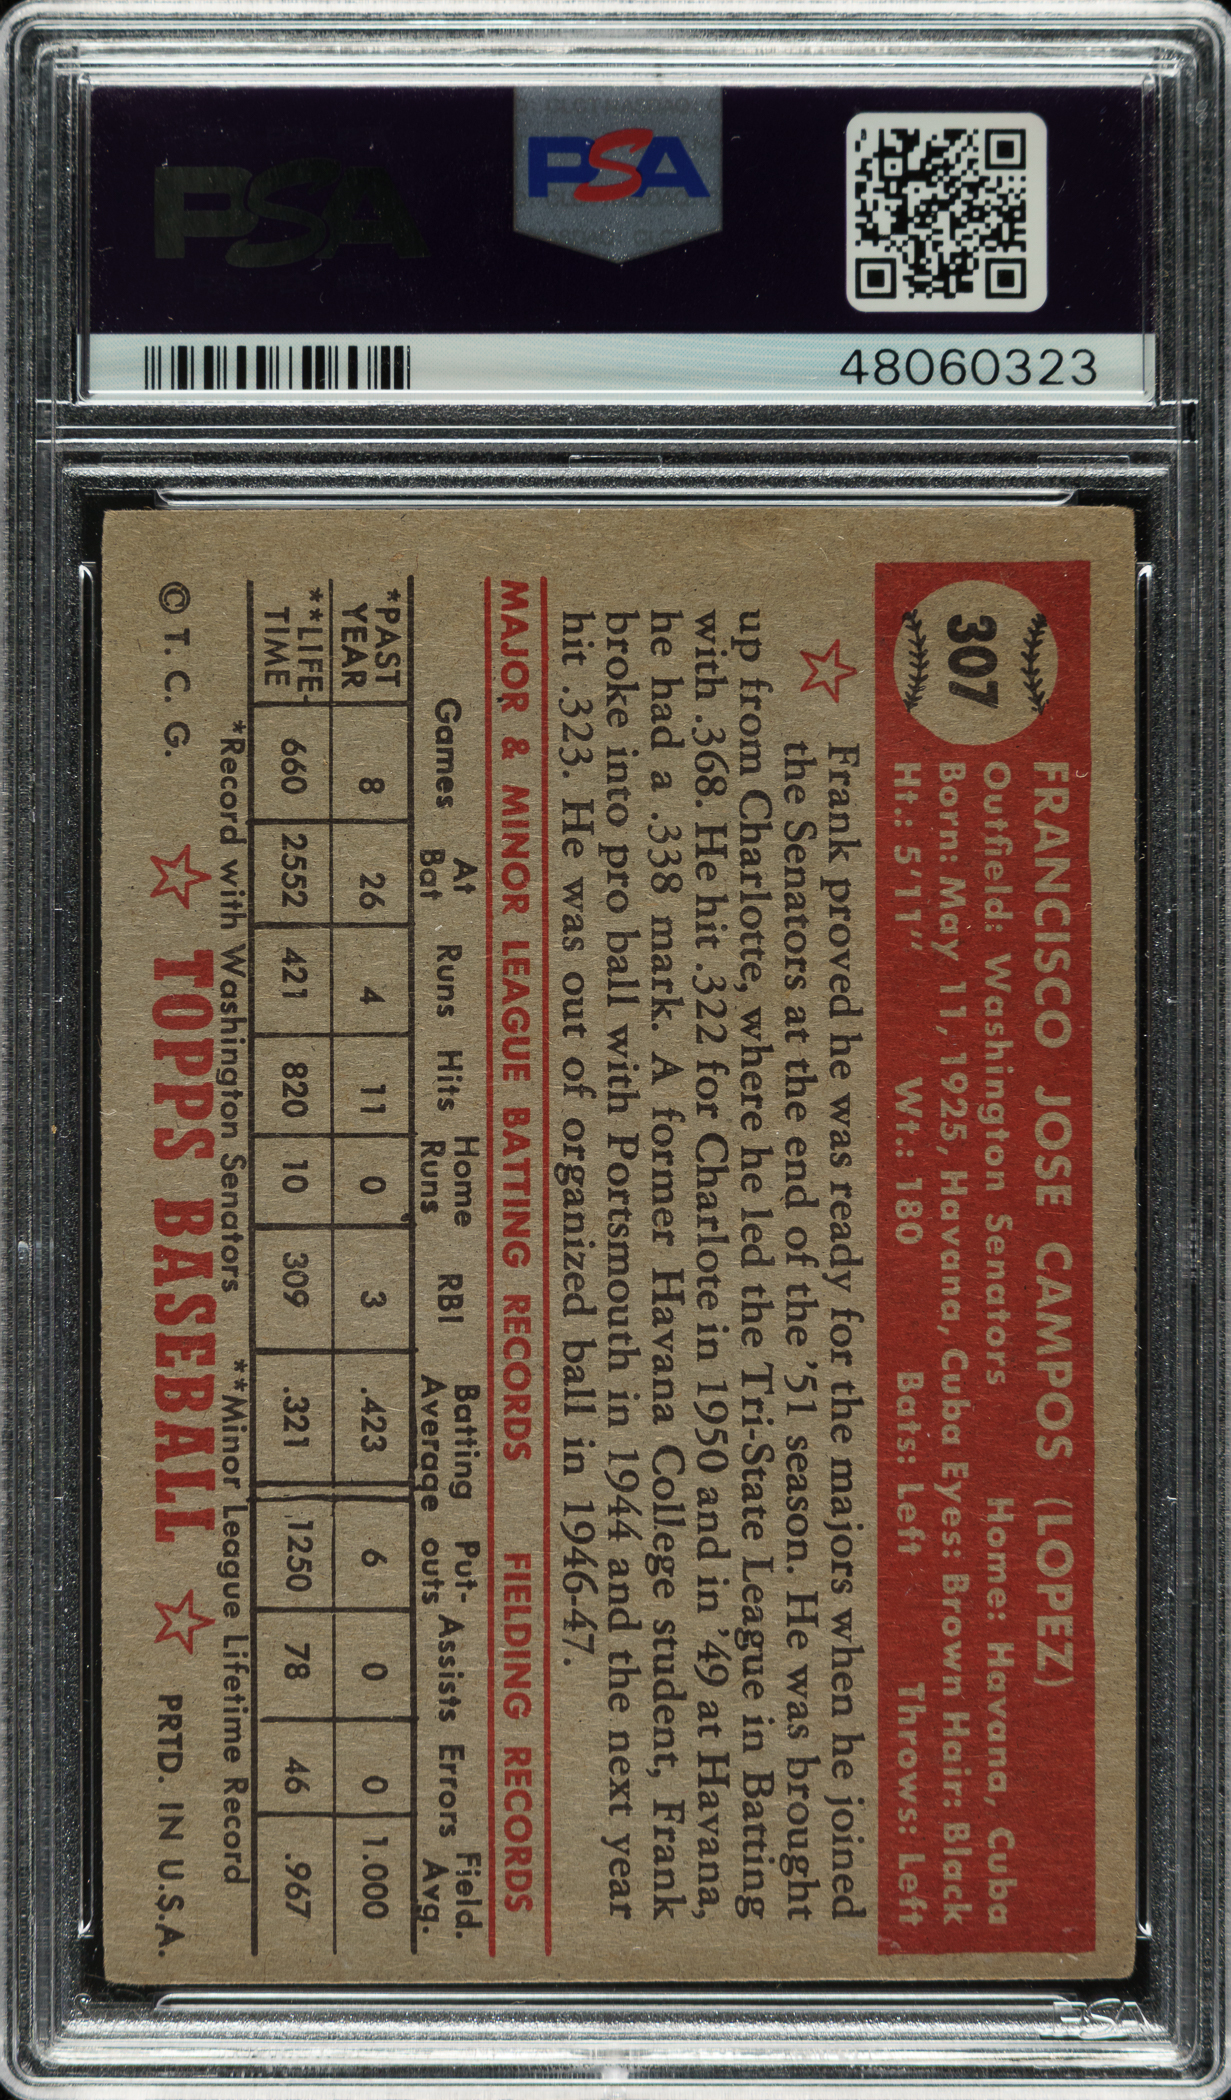 PSA
PSA
48060323
307
FRANCISCO JOSE CAMPOS (LOPEZ)
Outfield: Washington Senators Home: Havana, Cuba
Born: May 11, 1925, Havana, Cuba Eyes: Brown Hair: Black
Ht.: 5'11" Wt.: 180 Bats: Left Throws: Left
Frank proved he was ready for the majors when he joined
the Senators at the end of the '51 season. He was brought
up from Charlotte, where he led the Tri-State League in Batting
with .368. He hit .322 for Charlotte in 1950 and in '49 at Havana,
he had a .338 mark. A former Havana College student, Frank
broke into pro ball with Portsmouth in 1944 and the next year
hit .323. He was out of organized ball in 1946-47.
MAJOR & MINOR LEAGUE BATTING RECORDS FIELDING RECORDS
Games At Bat Runs Hits Home Runs RBI Batting Average Put-outs Assists Errors Field. Avg.
*PAST YEAR 8 26 4 11 0 3 .423 6 0 0 1.000
**LIFE-TIME 660 2552 421 820 10 309 .321 1250 78 46 .967
*Record with Washington Senators **Minor League Lifetime Record
© T. C. G. TOPPS BASEBALL PRTD. IN U.S.A.
PSA